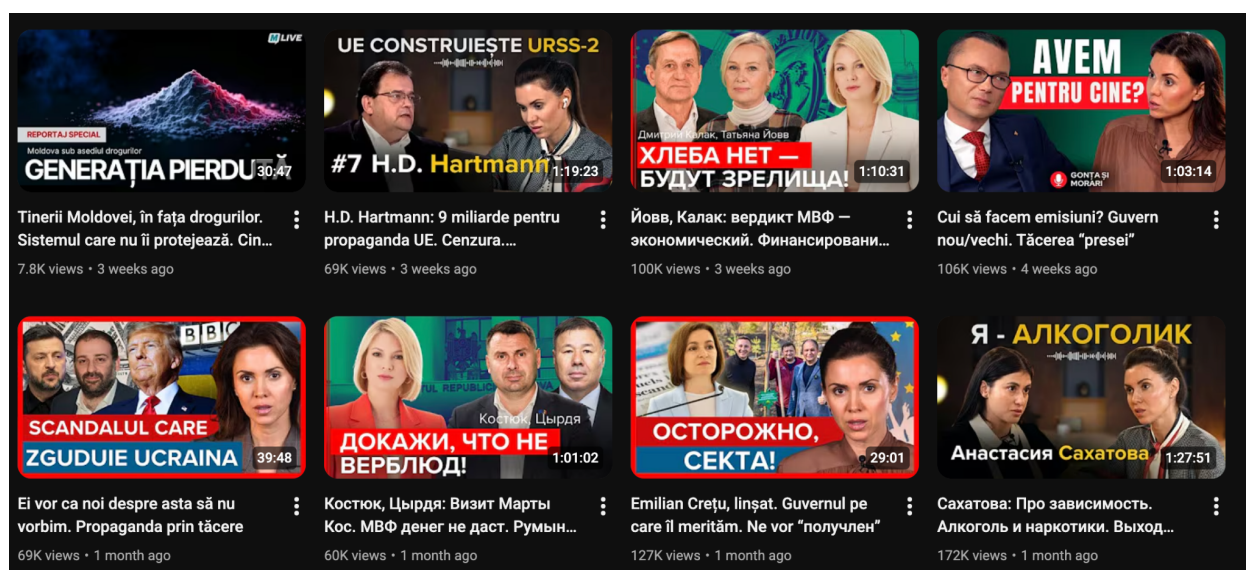 M LIVE
REPORTAJ SPECIAL
Moldova sub asediul drogurilor
GENERAȚIA PIERDUTĂ
30:47
Tinerii Moldovei, în fața drogurilor.
Sistemul care nu îi protejează. Cin...
7.8K views • 3 weeks ago
UE CONSTRUIEȘTE URSS-2
#7 H.D. Hartmann
1:19:23
H.D. Hartmann: 9 miliarde pentru
propaganda UE. Cenzura....
69K views • 3 weeks ago
Дмитрий Калак, Татьяна Йовв
ХЛЕБА НЕТ —
БУДУТ ЗРЕЛИЩА!
1:10:31
Йовв, Калак: вердикт МВФ —
экономический. Финансировани...
100K views • 3 weeks ago
AVEM
PENTRU CINE?
GONȚA ȘI
MORARI
1:03:14
Cui să facem emisiuni? Guvern
nou/vechi. Tăcerea “presei”
106K views • 4 weeks ago
BBC
SCANDALUL CARE
ZGUDUIE UCRAINA
39:48
Ei vor ca noi despre asta să nu
vorbim. Propaganda prin tăcere
69K views • 1 month ago
Костюк, Цырдя
ДОКАЖИ, ЧТО НЕ
ВЕРБЛЮД!
1:01:02
Костюк, Цырдя: Визит Марты
Кос. МВФ денег не даст. Румын...
60K views • 1 month ago
ОСТОРОЖНО,
СЕКТА!
29:01
Emilian Crețu, linșat. Guvernul pe
care îl merităm. Ne vor “получлен”
127K views • 1 month ago
Я - АЛКОГОЛИК
Анастасия Сахатова
1:27:51
Сахатова: Про зависимость.
Алкоголь и наркотики. Выход...
172K views • 1 month ago